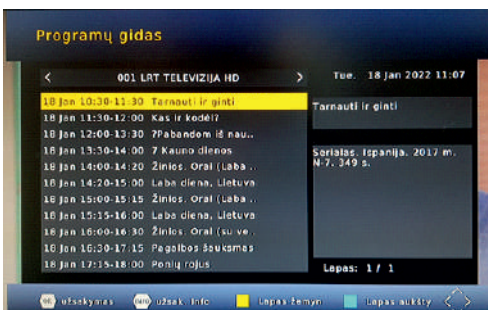 Programų gidas
< 001 LRT TELEVIZIJA HD >
Tue. 18 Jan 2022 11:07
18 Jan 10:30-11:30 Tarnauti ir ginti
18 Jan 11:30-12:00 Kas ir kodėl?
18 Jan 12:00-13:30 ?Pabandom iš nau..
18 Jan 13:30-14:00 7 Kauno dienos
18 Jan 14:00-14:20 Žinios. Orai (Laba ..
18 Jan 14:20-15:00 Laba diena, Lietuva
18 Jan 15:00-15:15 Žinios. Orai (Laba ..
18 Jan 15:15-16:00 Laba diena, Lietuva
18 Jan 16:00-16:30 Žinios. Orai (su ve..
18 Jan 16:30-17:15 Pagalbos šauksmas
18 Jan 17:15-18:00 Ponių rojus
Tarnauti ir ginti
Serialas. Ispanija. 2017 m.
N-7. 349 s.
Lapas: 1/ 1
OK užsakymas INFO užsak. info Lapas žemyn Lapas aukšty